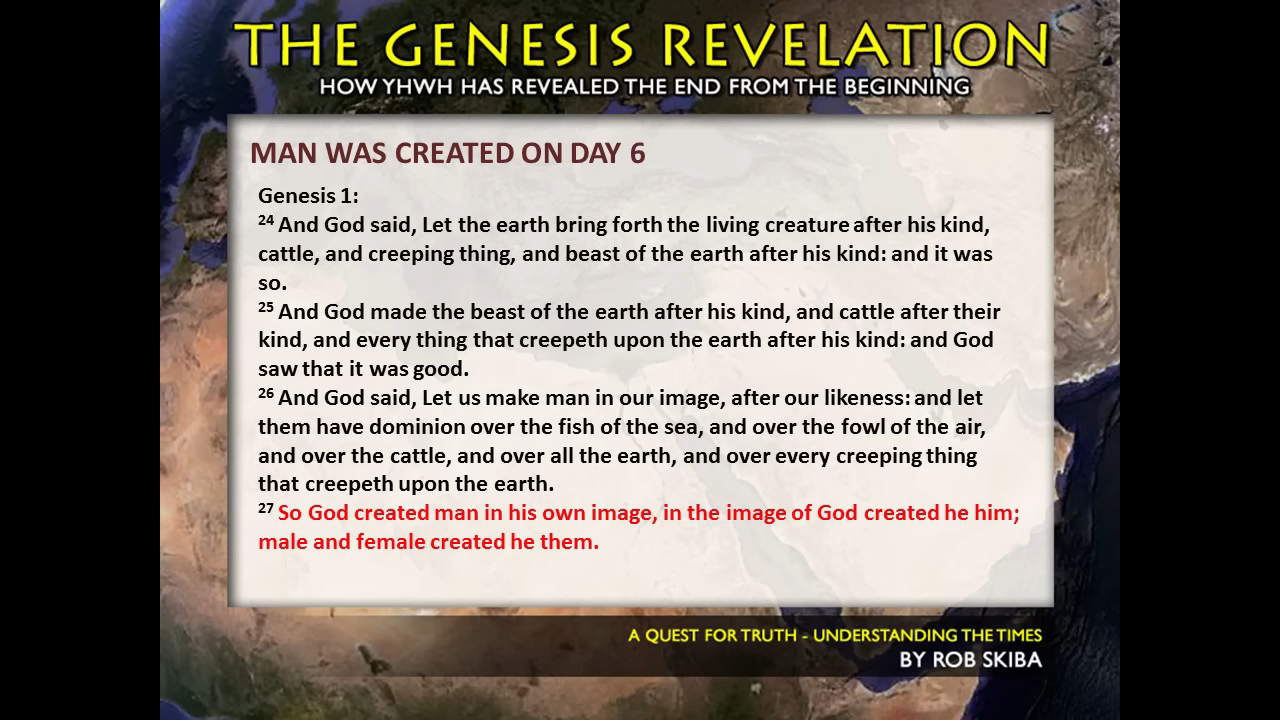 THE GENESIS REVELATION
HOW YHWH HAS REVEALED THE END FROM THE BEGINNING
MAN WAS CREATED ON DAY 6
Genesis 1:
24 And God said, Let the earth bring forth the living creature after his kind,
cattle, and creeping thing, and beast of the earth after his kind: and it was
so.
25 And God made the beast of the earth after his kind, and cattle after their
kind, and every thing that creepeth upon the earth after his kind: and God
saw that it was good.
26 And God said, Let us make man in our image, after our likeness: and let
them have dominion over the fish of the sea, and over the fowl of the air,
and over the cattle, and over all the earth, and over every creeping thing
that creepeth upon the earth.
27 So God created man in his own image, in the image of God created he him;
male and female created he them.
A QUEST FOR TRUTH - UNDERSTANDING THE TIMES
BY ROB SKIBA